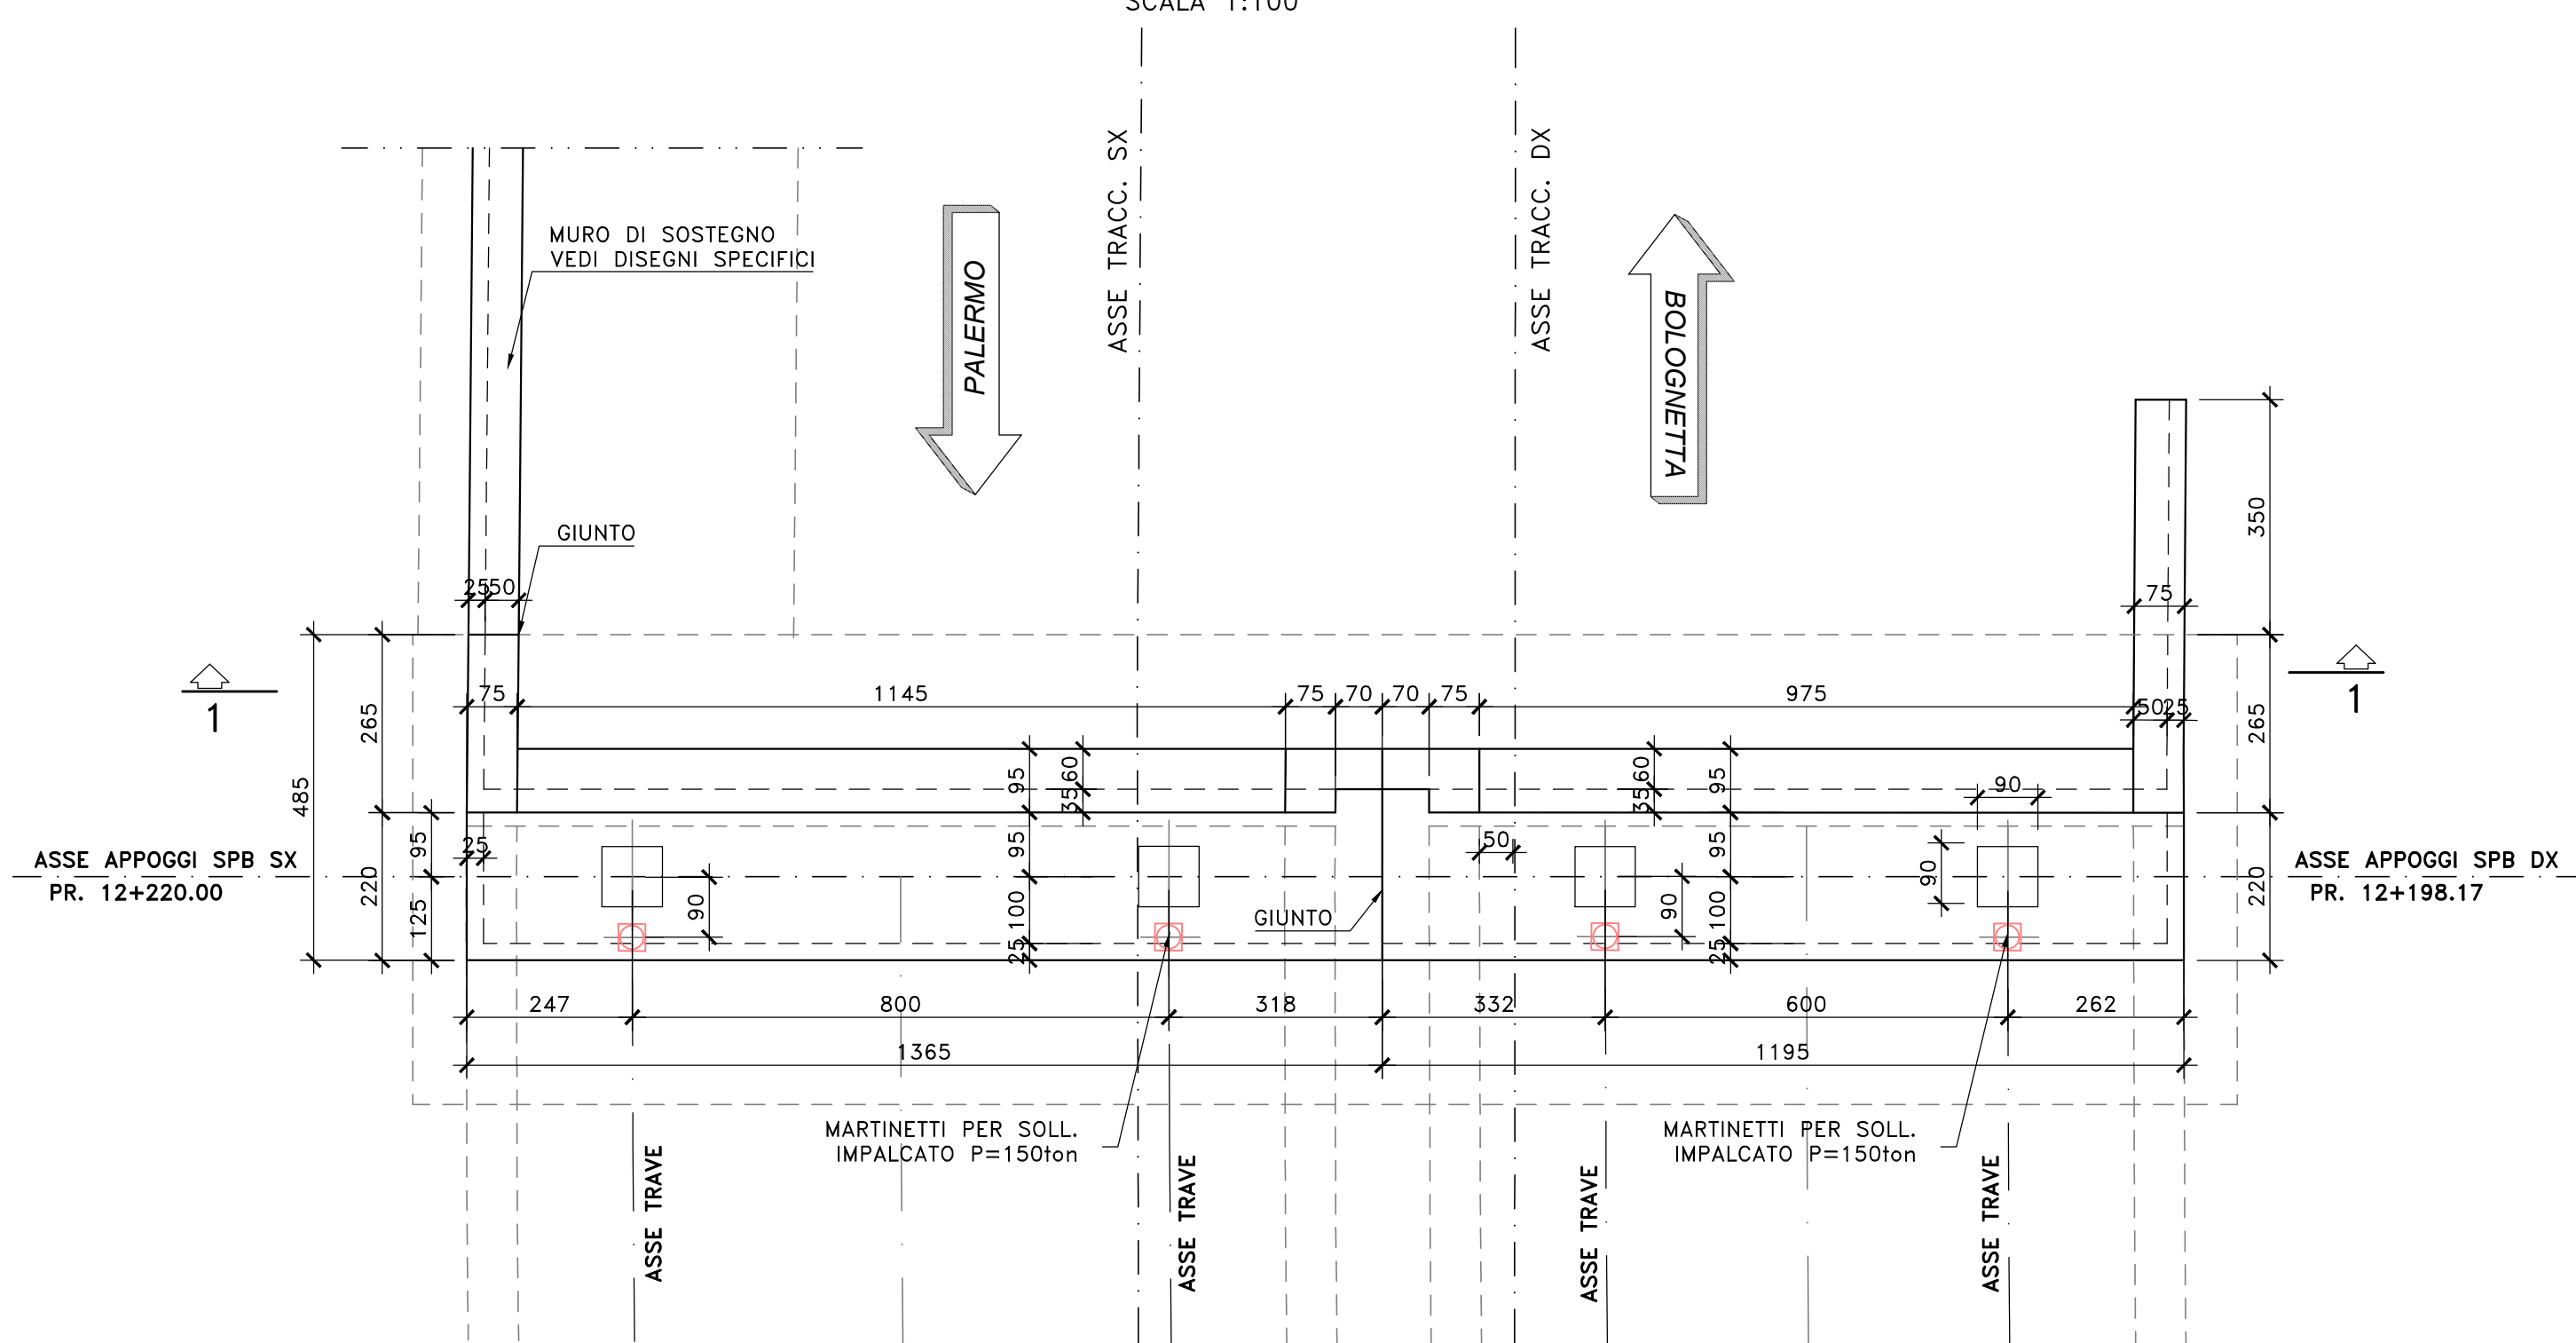 SCALA 1:100
ASSE TRACC. SX
ASSE TRACC. DX
MURO DI SOSTEGNO
VEDI DISEGNI SPECIFICI
PALERMO
BOLOGNETTA
GIUNTO
350
25 50
75
1
1
75
1145
75
70
70
75
975
50 25
265
265
485
95
60
35
60
35
95
90
95
25
95
50
95
90
ASSE APPOGGI SPB SX
PR. 12+220.00
ASSE APPOGGI SPB DX
PR. 12+198.17
220
125
90
100
25
GIUNTO
90
100
25
220
247
800
318
332
600
262
1365
1195
MARTINETTI PER SOLL.
IMPALCATO P=150ton
MARTINETTI PER SOLL.
IMPALCATO P=150ton
ASSE TRAVE
ASSE TRAVE
ASSE TRAVE
ASSE TRAVE